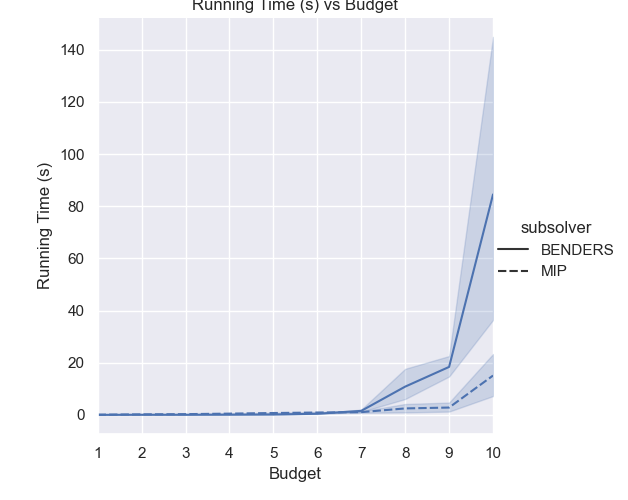 Running Time (s) vs Budget
140
120
100
80
60
40
20
0
Running Time (s)
1 2 3 4 5 6 7 8 9 10
Budget
subsolver
BENDERS
MIP